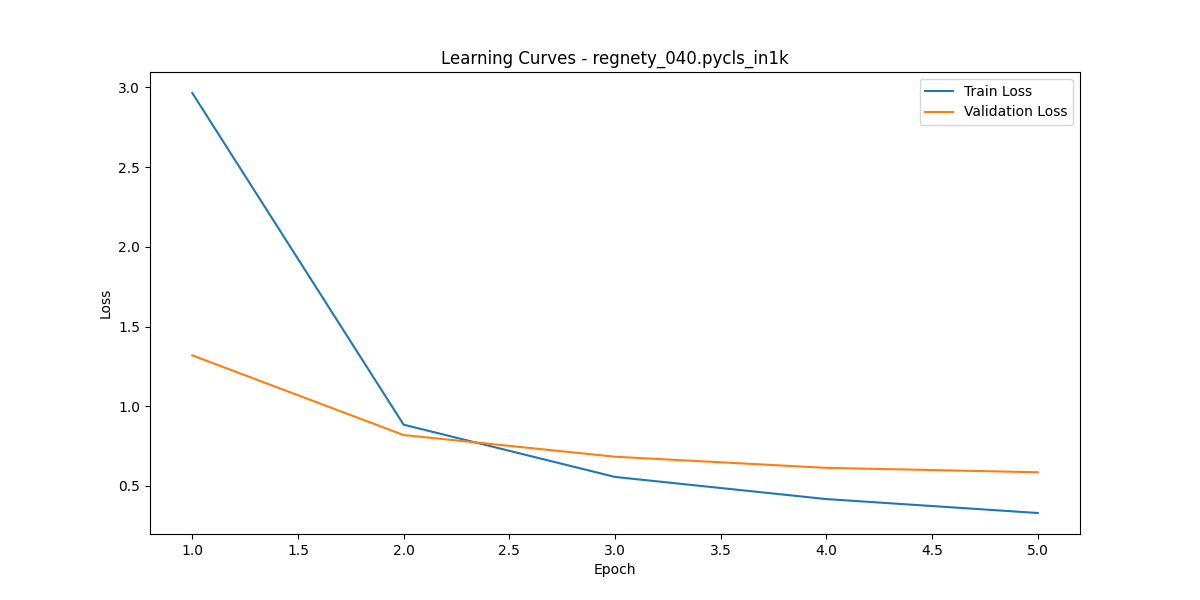 Learning Curves - regnety_040.pycls_in1k
Train Loss
Validation Loss
Loss
3.0
2.5
2.0
1.5
1.0
0.5
1.0 1.5 2.0 2.5 3.0 3.5 4.0 4.5 5.0
Epoch